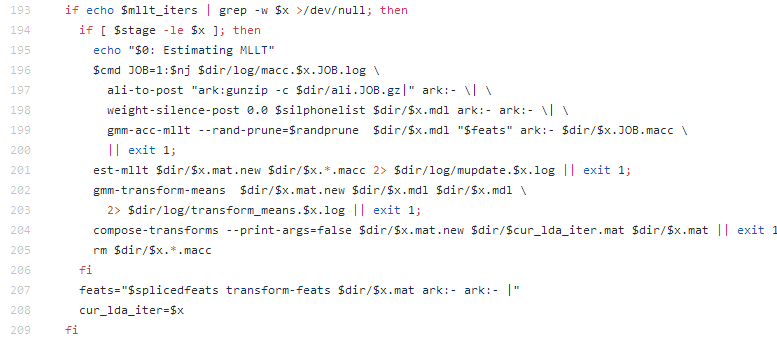 193 if echo $mllt_iters | grep -w $x >/dev/null; then
194 if [ $stage -le $x ]; then
195 echo "$0: Estimating MLLT"
196 $cmd JOB=1:$nj $dir/log/macc.$x.JOB.log \
197 ali-to-post "ark:gunzip -c $dir/ali.JOB.gz|" ark:- \| \
198 weight-silence-post 0.0 $silphonelist $dir/$x.mdl ark:- ark:- \| \
199 gmm-acc-mllt --rand-prune=$randprune  $dir/$x.mdl "$feats" ark:- $dir/$x.JOB.macc \
200 || exit 1;
201 est-mllt $dir/$x.mat.new $dir/$x.*.macc 2> $dir/log/mupdate.$x.log || exit 1;
202 gmm-transform-means  $dir/$x.mat.new $dir/$x.mdl $dir/$x.mdl \
203 2> $dir/log/transform_means.$x.log || exit 1;
204 compose-transforms --print-args=false $dir/$x.mat.new $dir/$cur_lda_iter.mat $dir/$x.mat || exit 1
205 rm $dir/$x.*.macc
206 fi
207 feats="$splicedfeats transform-feats $dir/$x.mat ark:- ark:- |"
208 cur_lda_iter=$x
209 fi